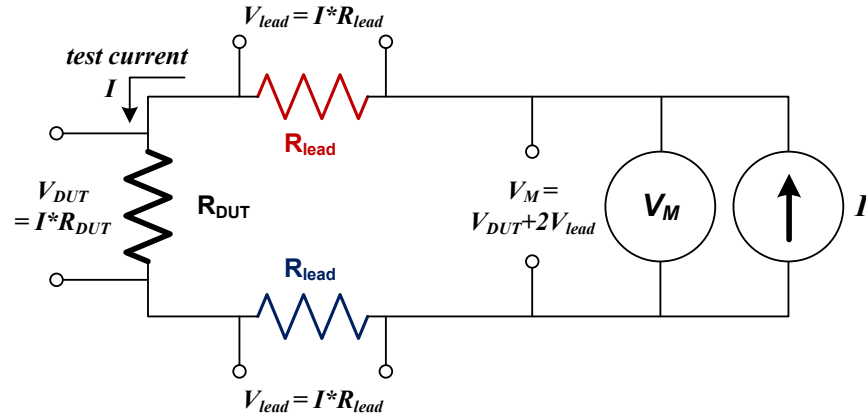 V_lead = I*R_lead
test current
I
R_lead
V_DUT
= I*R_DUT
R_DUT
V_M =
V_DUT+2V_lead
V_M
I
R_lead
V_lead = I*R_lead